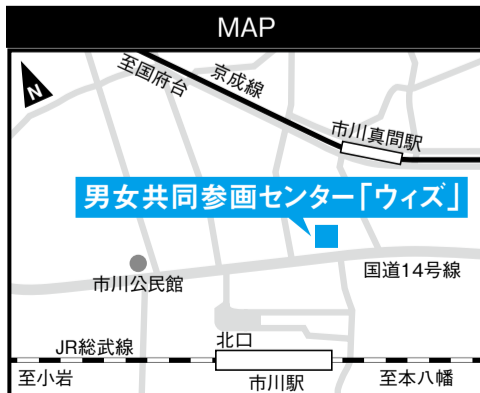 MAP
N
至国府台
京成線
市川真間駅
男女共同参画センター「ウィズ」
市川公民館
国道14号線
JR総武線
北口
至小岩
市川駅
至本八幡